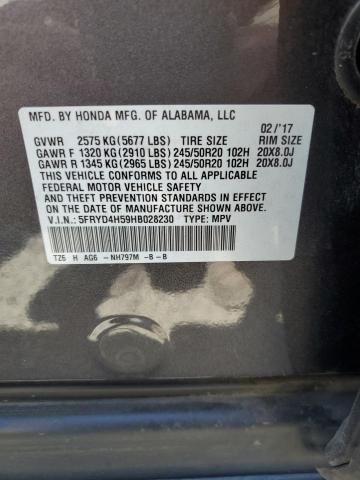 MFD. BY HONDA MFG. OF ALABAMA, LLC
02/'17
GVWR 2575 KG (5677 LBS) TIRE SIZE RIM SIZE
GAWR F 1320 KG (2910 LBS) 245/50R20 102H 20X8.0J
GAWR R 1345 KG (2965 LBS) 245/50R20 102H 20X8.0J
THIS VEHICLE CONFORMS TO ALL APPLICABLE
FEDERAL MOTOR VEHICLE SAFETY
AND THEFT PREVENTION STANDARDS IN EFFECT
ON THE DATE OF MANUFACTURE SHOWN ABOVE.
V.I.N.: 5FRYD4H59HB028230 TYPE: MPV
TZ6 H AG6 -NH797M -B -B